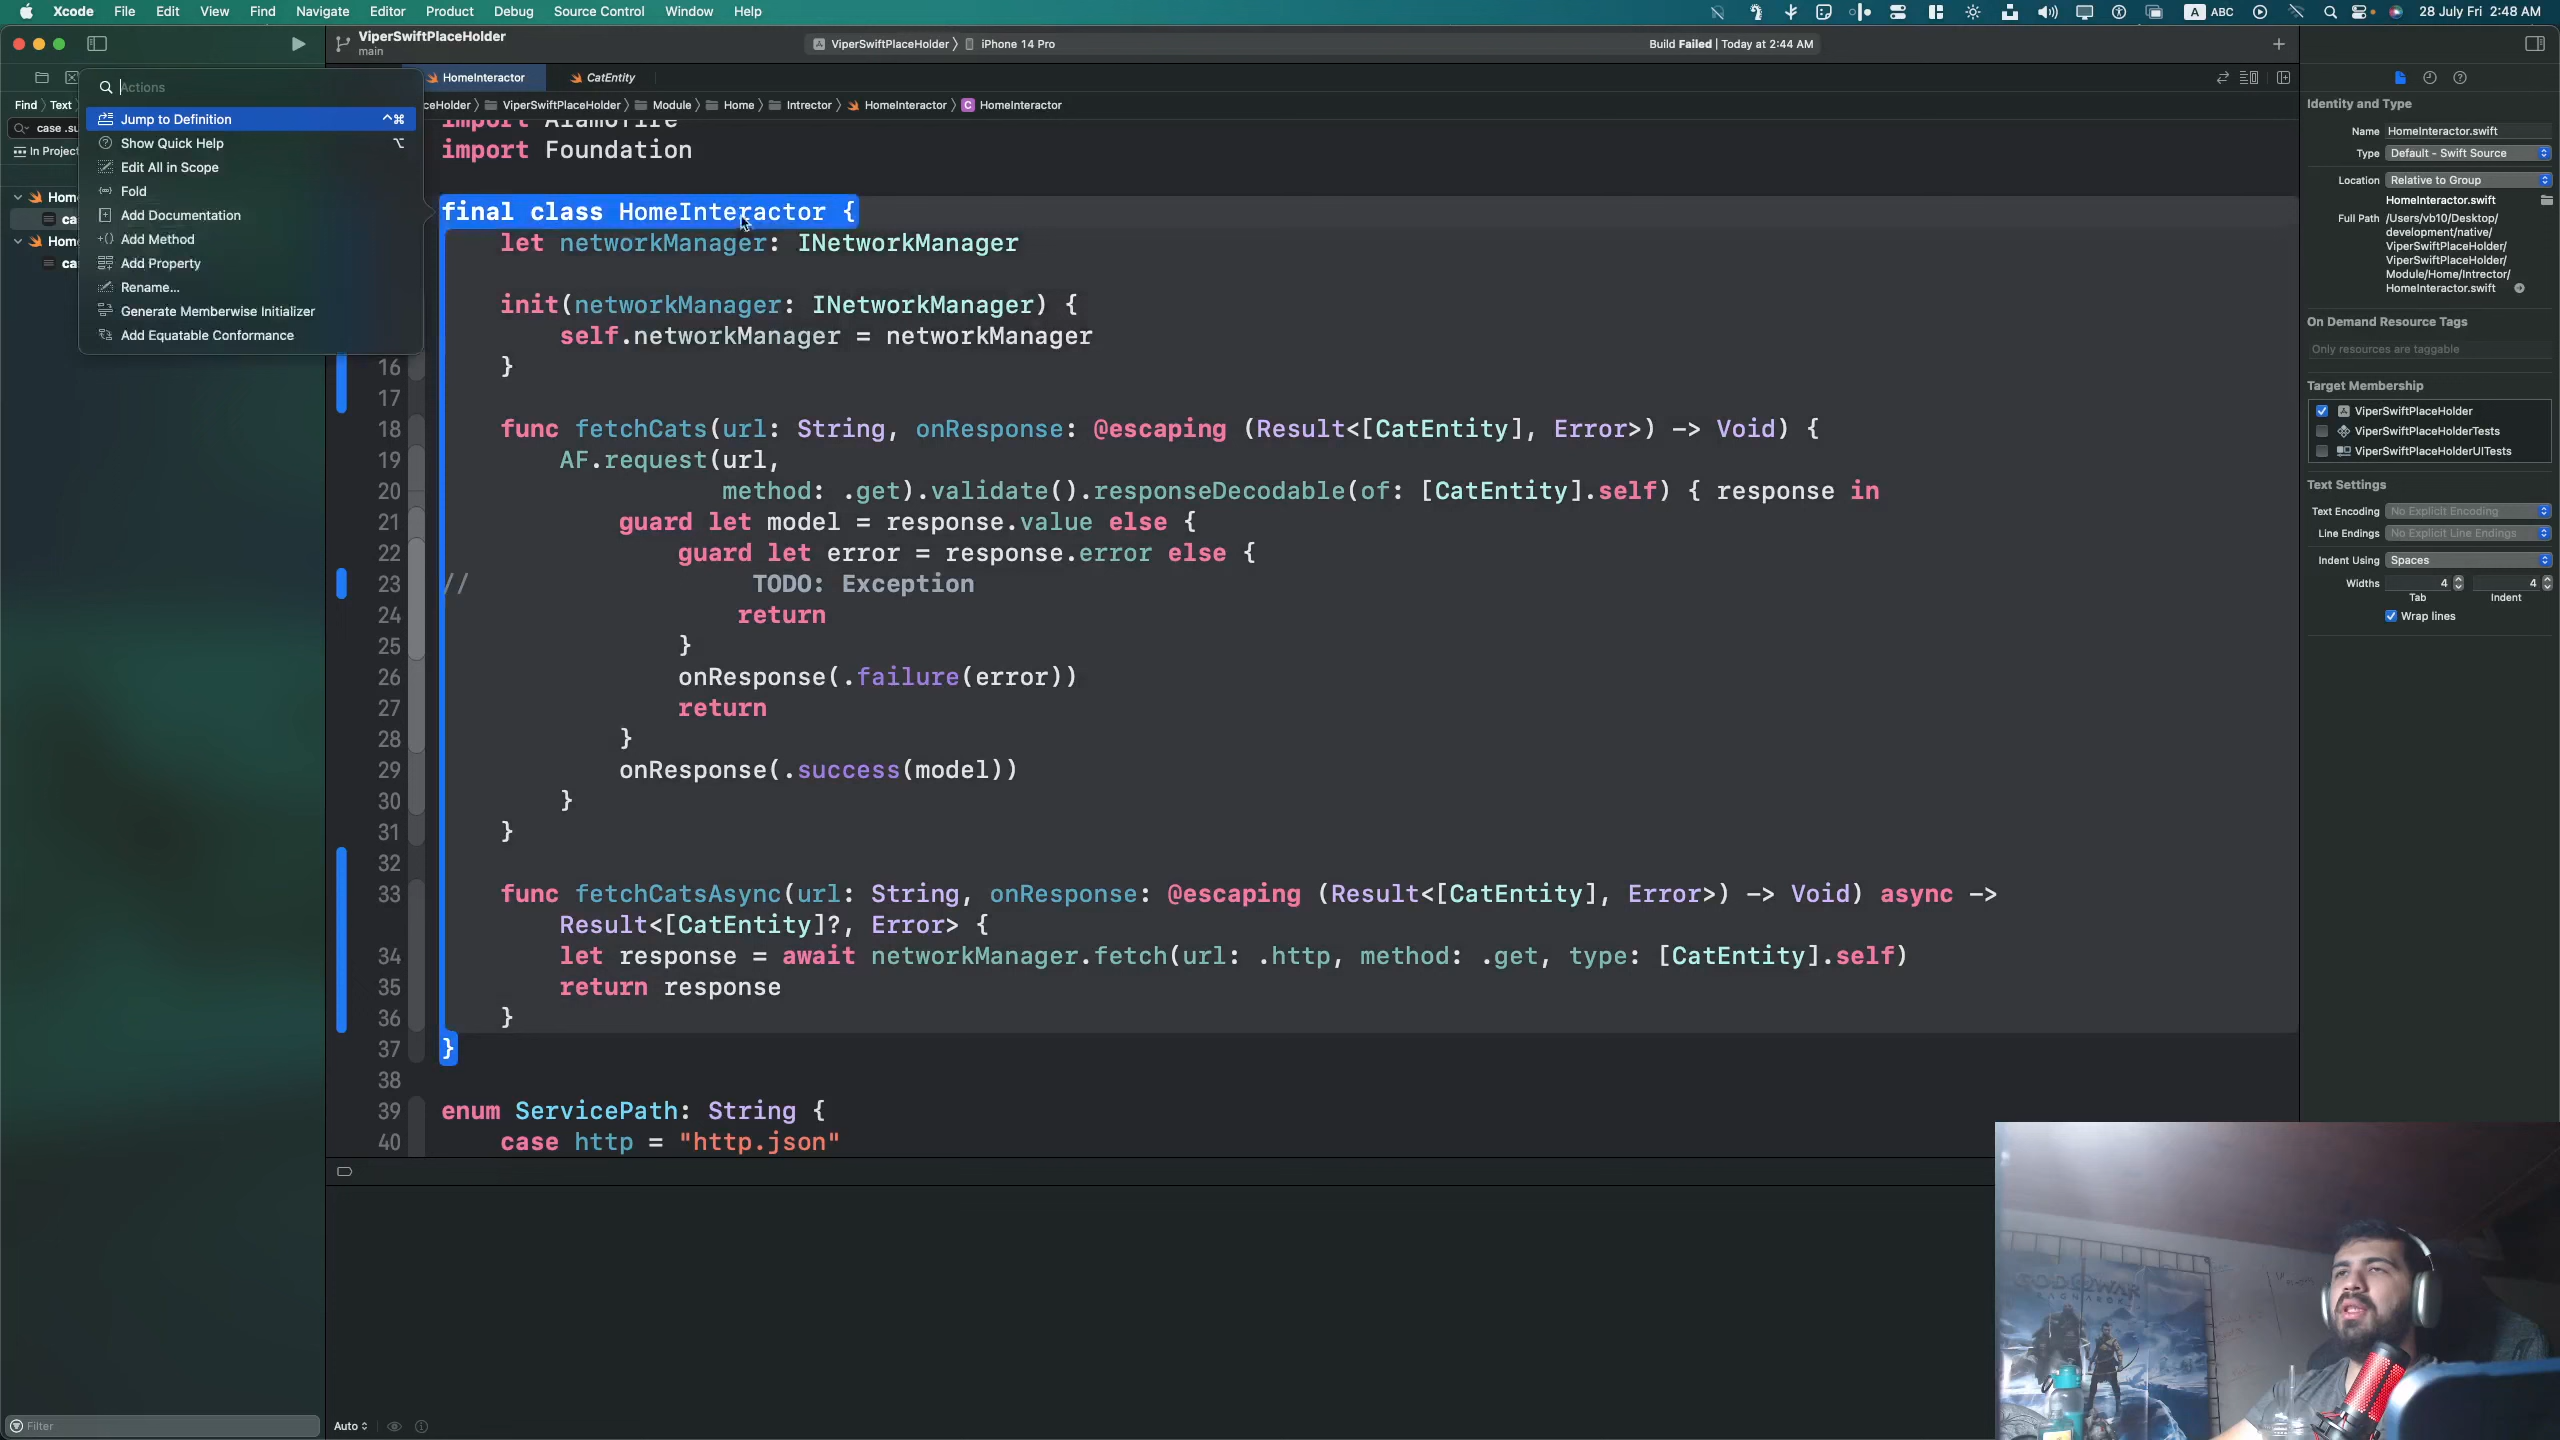 Xcode File Edit View Find Navigate Editor Product Debug Source Control Window Help
A ABC 28 July Fri 2:48 AM
ViperSwiftPlaceHolder
main
ViperSwiftPlaceHolder 〉 iPhone 14 Pro
Build Failed | Today at 2:44 AM
HomeInteractor CatEntity
Find 〉 Text
ceHolder 〉 ViperSwiftPlaceHolder 〉 Module 〉 Home 〉 Intrector 〉 HomeInteractor 〉 C HomeInteractor
case .su
In Project
Hom
ca
Hom
ca
Actions
Jump to Definition ^⌘
Show Quick Help ⌥
Edit All in Scope
Fold
Add Documentation
Add Method
Add Property
Rename...
Generate Memberwise Initializer
Add Equatable Conformance
import Alamofire
import Foundation
final class HomeInteractor {
let networkManager: INetworkManager
init(networkManager: INetworkManager) {
self.networkManager = networkManager
16 }
17
18 func fetchCats(url: String, onResponse: @escaping (Result<[CatEntity], Error>) -> Void) {
19 AF.request(url,
20 method: .get).validate().responseDecodable(of: [CatEntity].self) { response in
21 guard let model = response.value else {
22 guard let error = response.error else {
23 // TODO: Exception
24 return
25 }
26 onResponse(.failure(error))
27 return
28 }
29 onResponse(.success(model))
30 }
31 }
32
33 func fetchCatsAsync(url: String, onResponse: @escaping (Result<[CatEntity], Error>) -> Void) async ->
Result<[CatEntity]?, Error> {
34 let response = await networkManager.fetch(url: .http, method: .get, type: [CatEntity].self)
35 return response
36 }
37 }
38
39 enum ServicePath: String {
40 case http = "http.json"
Filter
Auto
Identity and Type
Name HomeInteractor.swift
Type Default - Swift Source
Location Relative to Group
HomeInteractor.swift
Full Path /Users/vb10/Desktop/
development/native/
ViperSwiftPlaceHolder/
ViperSwiftPlaceHolder/
Module/Home/Intrector/
HomeInteractor.swift
On Demand Resource Tags
Only resources are taggable
Target Membership
ViperSwiftPlaceHolder
ViperSwiftPlaceHolderTests
ViperSwiftPlaceHolderUITests
Text Settings
Text Encoding No Explicit Encoding
Line Endings No Explicit Line Endings
Indent Using Spaces
Widths 4 4
Tab Indent
Wrap lines
GOD OF WAR
RAGNARÖK